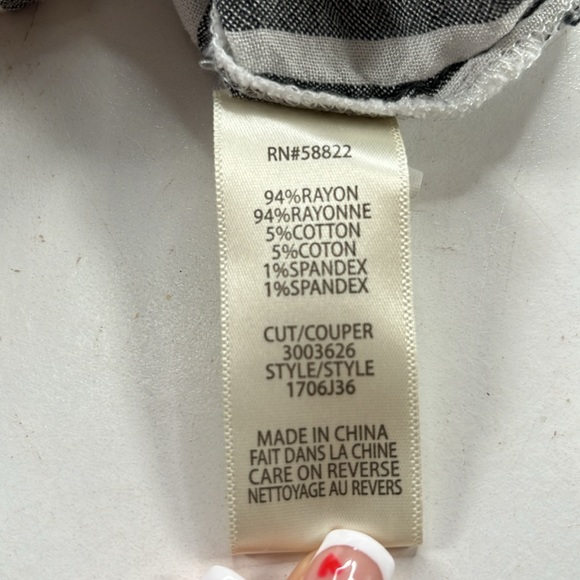 RN#58822
94%RAYON
94%RAYONNE
5%COTTON
5%COTON
1%SPANDEX
1%SPANDEX
CUT/COUPER
3003626
STYLE/STYLE
1706J36
MADE IN CHINA
FAIT DANS LA CHINE
CARE ON REVERSE
NETTOYAGE AU REVERS